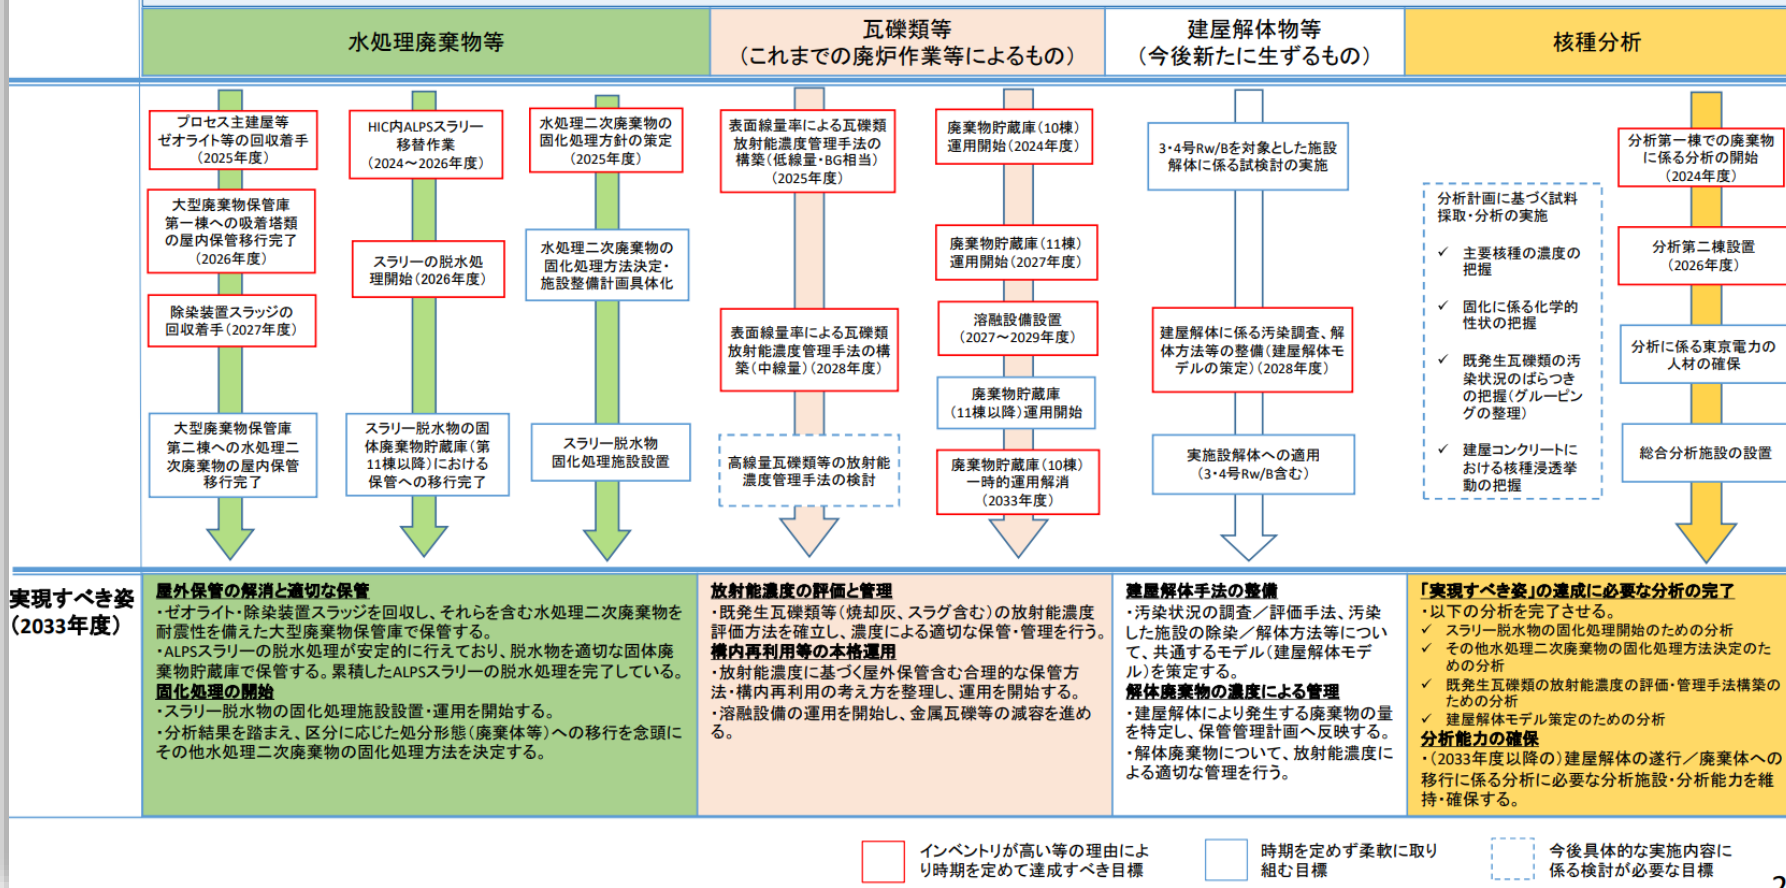 水処理廃棄物等
瓦礫類等
(これまでの廃炉作業等によるもの)
建屋解体物等
(今後新たに生ずるもの)
核種分析
プロセス主建屋等
ゼオライト等の回収着手
(2025年度)
大型廃棄物保管庫
第一棟への吸着塔類
の屋内保管移行完了
(2026年度)
除染装置スラッジの
回収着手(2027年度)
大型廃棄物保管庫
第二棟への水処理二
次廃棄物の屋内保管
移行完了
HIC内ALPSスラリー
移替作業
(2024～2026年度)
スラリーの脱水処
理開始(2026年度)
スラリー脱水物の固
体廃棄物貯蔵庫(第
11棟以降)における
保管への移行完了
水処理二次廃棄物の
固化処理方針の策定
(2025年度)
水処理二次廃棄物の
固化処理方法決定・
施設整備計画具体化
スラリー脱水物
固化処理施設設置
表面線量率による瓦礫類
放射能濃度管理手法の
構築(低線量・BG相当)
(2025年度)
表面線量率による瓦礫類
放射能濃度管理手法の構
築(中線量)(2028年度)
高線量瓦礫類等の放射能
濃度管理手法の検討
廃棄物貯蔵庫(10棟)
運用開始(2024年度)
廃棄物貯蔵庫(11棟)
運用開始(2027年度)
溶融設備設置
(2027～2029年度)
廃棄物貯蔵庫
(11棟以降)運用開始
廃棄物貯蔵庫(10棟)
一時的運用解消
(2033年度)
3・4号Rw/Bを対象とした施設
解体に係る試検討の実施
建屋解体に係る汚染調査、解
体方法等の整備(建屋解体モ
デルの策定)(2028年度)
実施設解体への適用
(3・4号Rw/B含む)
分析計画に基づく試料
採取・分析の実施
✓ 主要核種の濃度の
把握
✓ 固化に係る化学的
性状の把握
✓ 既発生瓦礫類の汚
染状況のばらつき
の把握(グルーピン
グの整理)
✓ 建屋コンクリートに
おける核種浸透挙
動の把握
分析第一棟での廃棄物
に係る分析の開始
(2024年度)
分析第二棟設置
(2026年度)
分析に係る東京電力の
人材の確保
総合分析施設の設置
実現すべき姿
(2033年度)
屋外保管の解消と適切な保管
・ゼオライト・除染装置スラッジを回収し、それらを含む水処理二次廃棄物を
耐震性を備えた大型廃棄物保管庫で保管する。
・ALPSスラリーの脱水処理が安定的に行えており、脱水物を適切な固体廃
棄物貯蔵庫で保管する。累積したALPSスラリーの脱水処理を完了している。
固化処理の開始
・スラリー脱水物の固化処理施設設置・運用を開始する。
・分析結果を踏まえ、区分に応じた処分形態(廃棄体等)への移行を念頭に
その他水処理二次廃棄物の固化処理方法を決定する。
放射能濃度の評価と管理
・既発生瓦礫類等(焼却灰、スラグ含む)の放射能濃度
評価方法を確立し、濃度による適切な保管・管理を行う。
構内再利用等の本格運用
・放射能濃度に基づく屋外保管含む合理的な保管方
法・構内再利用の考え方を整理し、運用を開始する。
・溶融設備の運用を開始し、金属瓦礫等の減容を進め
る。
建屋解体手法の整備
・汚染状況の調査／評価手法、汚染
した施設の除染／解体方法等につい
て、共通するモデル(建屋解体モデ
ル)を策定する。
解体廃棄物の濃度による管理
・建屋解体により発生する廃棄物の量
を特定し、保管管理計画へ反映する。
・解体廃棄物について、放射能濃度に
よる適切な管理を行う。
「実現すべき姿」の達成に必要な分析の完了
・以下の分析を完了させる。
✓ スラリー脱水物の固化処理開始のための分析
✓ その他水処理二次廃棄物の固化処理方法決定のた
めの分析
✓ 既発生瓦礫類の放射能濃度の評価・管理手法構築の
ための分析
✓ 建屋解体モデル策定のための分析
分析能力の確保
・(2033年度以降の)建屋解体の遂行／廃棄体への
移行に係る分析に必要な分析施設・分析能力を維
持・確保する。
インベントリが高い等の理由によ
り時期を定めて達成すべき目標
時期を定めず柔軟に取り
組む目標
今後具体的な実施内容に
係る検討が必要な目標
2